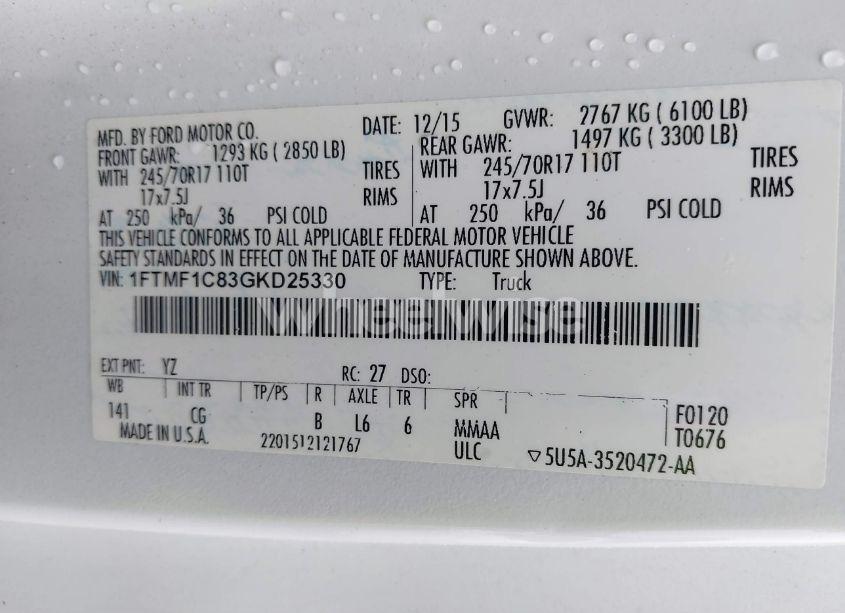 MFD. BY FORD MOTOR CO. DATE: 12/15 GVWR: 2767 KG ( 6100 LB)
FRONT GAWR: 1293 KG ( 2850 LB) REAR GAWR: 1497 KG ( 3300 LB)
WITH 245/70R17 110T TIRES WITH 245/70R17 110T TIRES
17x7.5J RIMS 17x7.5J RIMS
AT 250 kPa/ 36 PSI COLD AT 250 kPa/ 36 PSI COLD
THIS VEHICLE CONFORMS TO ALL APPLICABLE FEDERAL MOTOR VEHICLE
SAFETY STANDARDS IN EFFECT ON THE DATE OF MANUFACTURE SHOWN ABOVE.
VIN: 1FTMF1C83GKD25330 TYPE: Truck
wheelwise
EXT PNT: YZ RC: 27 DSO:
WB INT TR TP/PS R AXLE TR SPR
141 CG B L6 6 MMAA F0120
MADE IN U.S.A. 2201512121767 ULC T0676
▽5U5A-3520472-AA